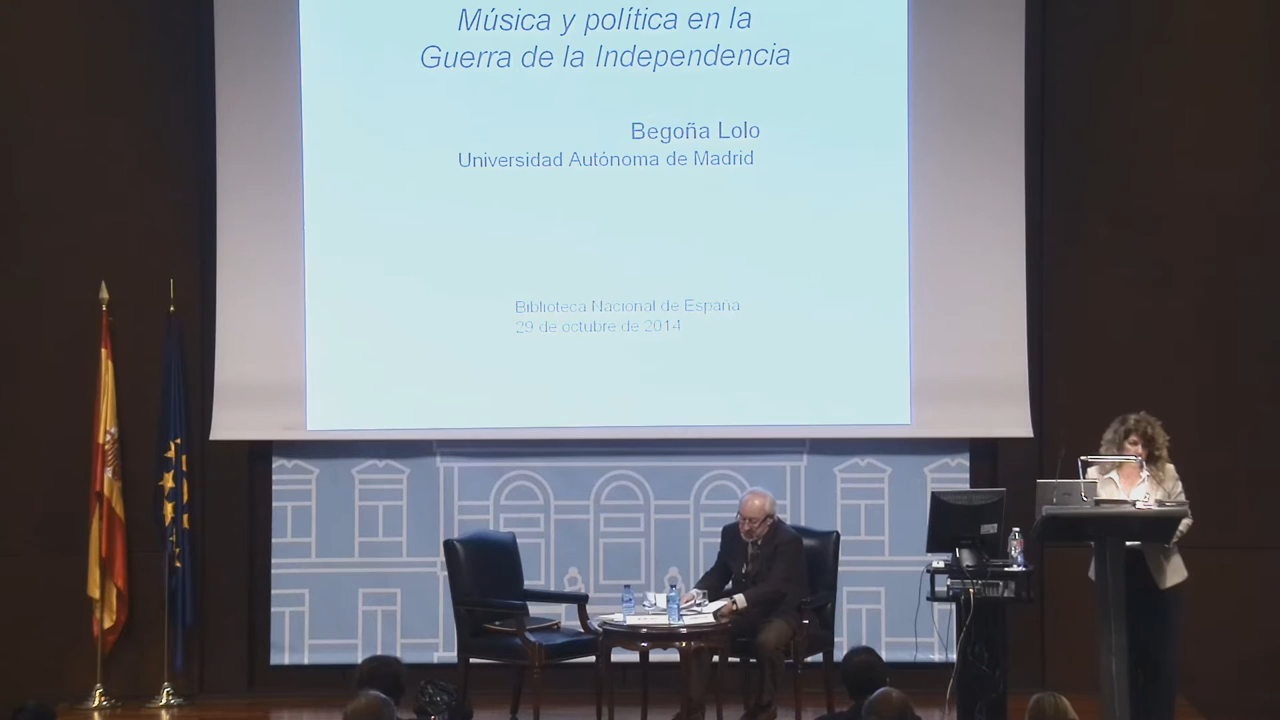 Música y política en la
Guerra de la Independencia
Begoña Lolo
Universidad Autónoma de Madrid
Biblioteca Nacional de España
29 de octubre de 2014